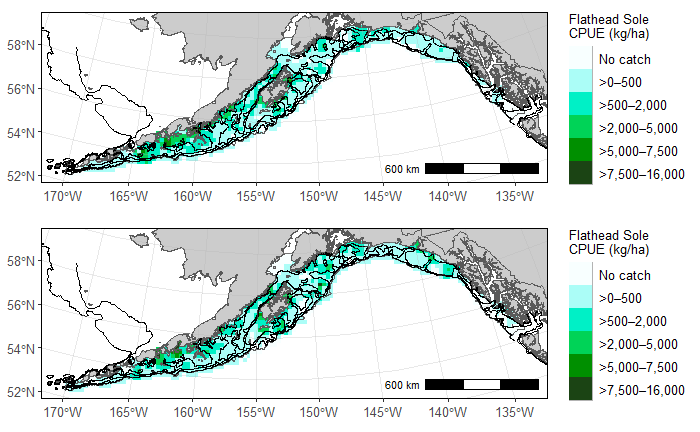 Flathead Sole
CPUE (kg/ha)
No catch
>0–500
>500–2,000
>2,000–5,000
>5,000–7,500
>7,500–16,000
58°N
56°N
54°N
52°N
600 km
170°W
165°W
160°W
155°W
150°W
145°W
140°W
135°W
Flathead Sole
CPUE (kg/ha)
No catch
>0–500
>500–2,000
>2,000–5,000
>5,000–7,500
>7,500–16,000
58°N
56°N
54°N
52°N
600 km
170°W
165°W
160°W
155°W
150°W
145°W
140°W
135°W